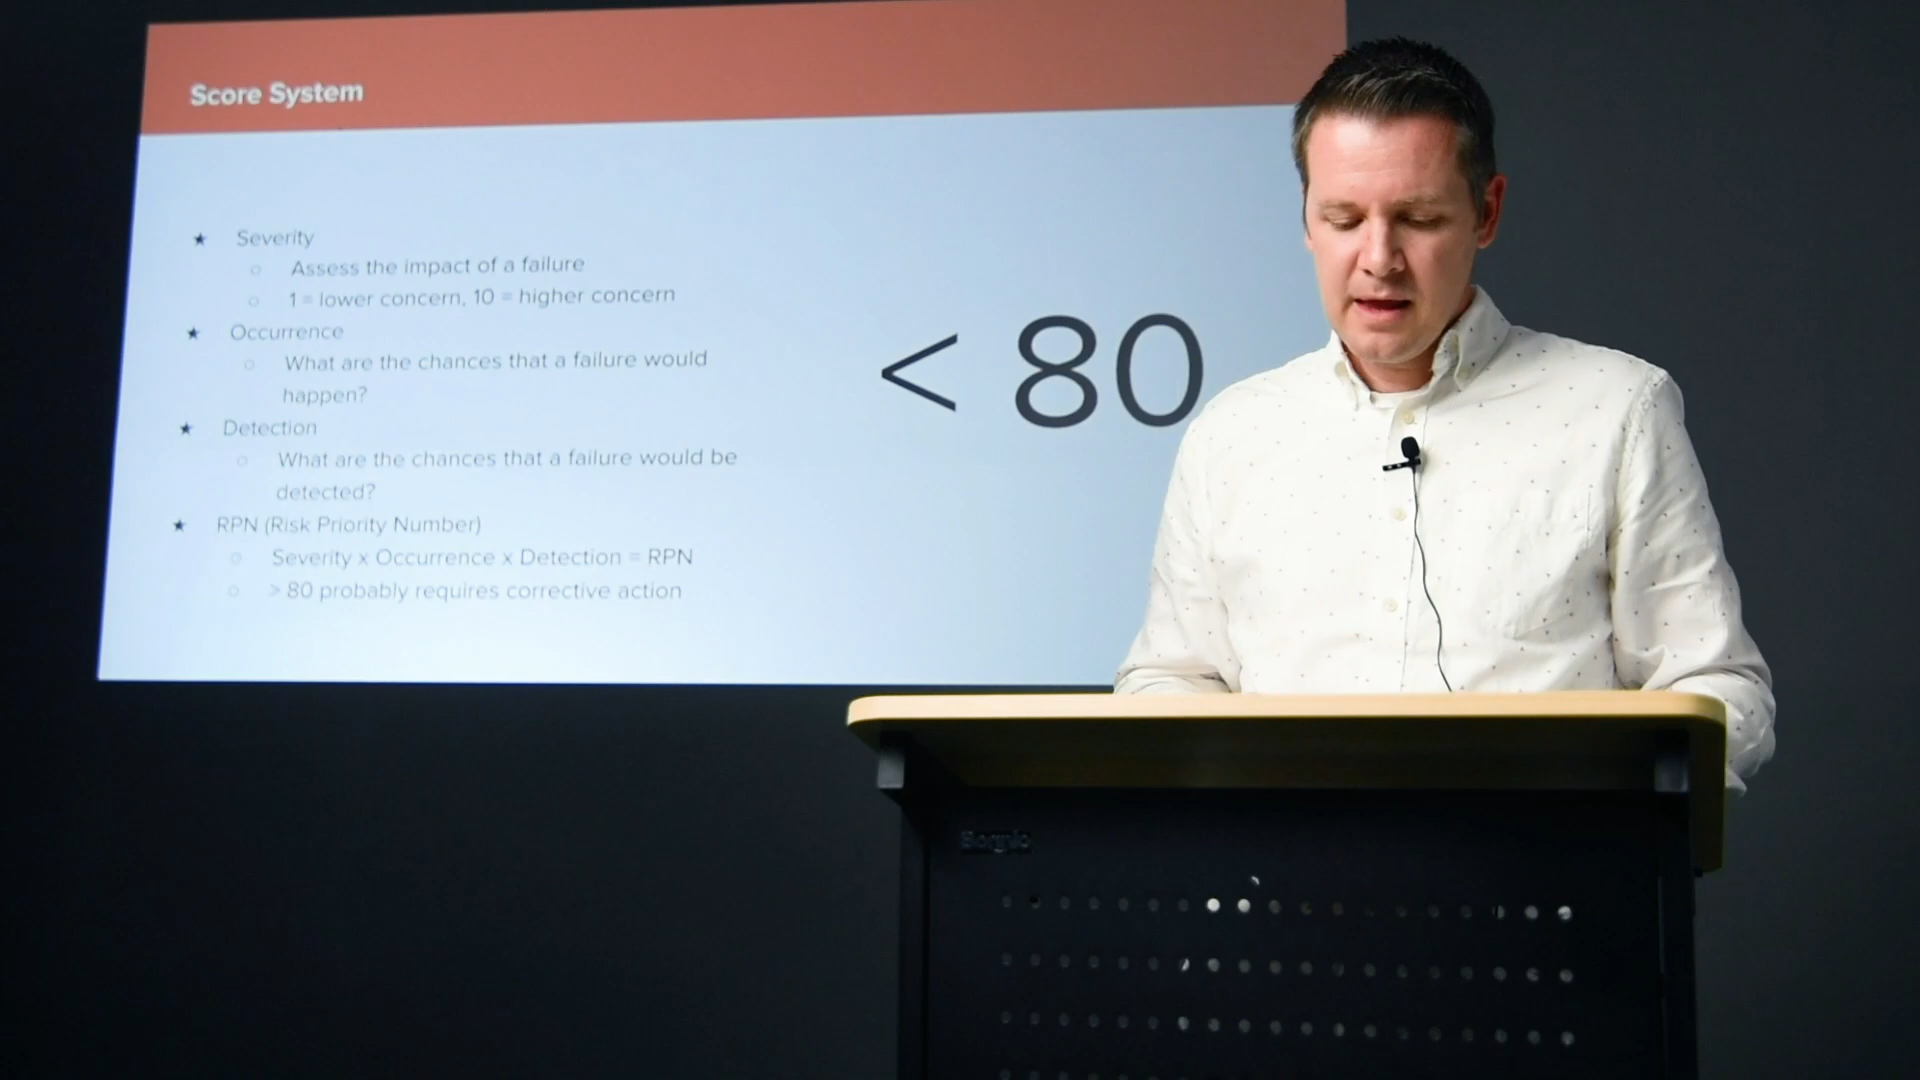 Score System
★ Severity
○ Assess the impact of a failure
○ 1 = lower concern, 10 = higher concern
★ Occurrence
○ What are the chances that a failure would
happen?
★ Detection
○ What are the chances that a failure would be
detected?
★ RPN (Risk Priority Number)
○ Severity x Occurrence x Detection = RPN
○ > 80 probably requires corrective action
< 80